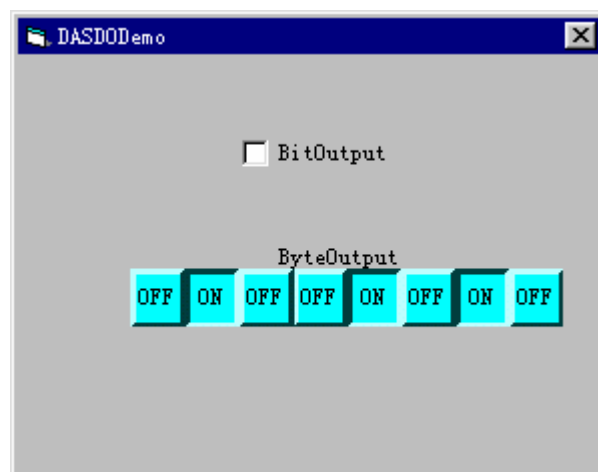 DASDODemo
BitOutput
ByteOutput
OFF ON OFF OFF ON OFF ON OFF